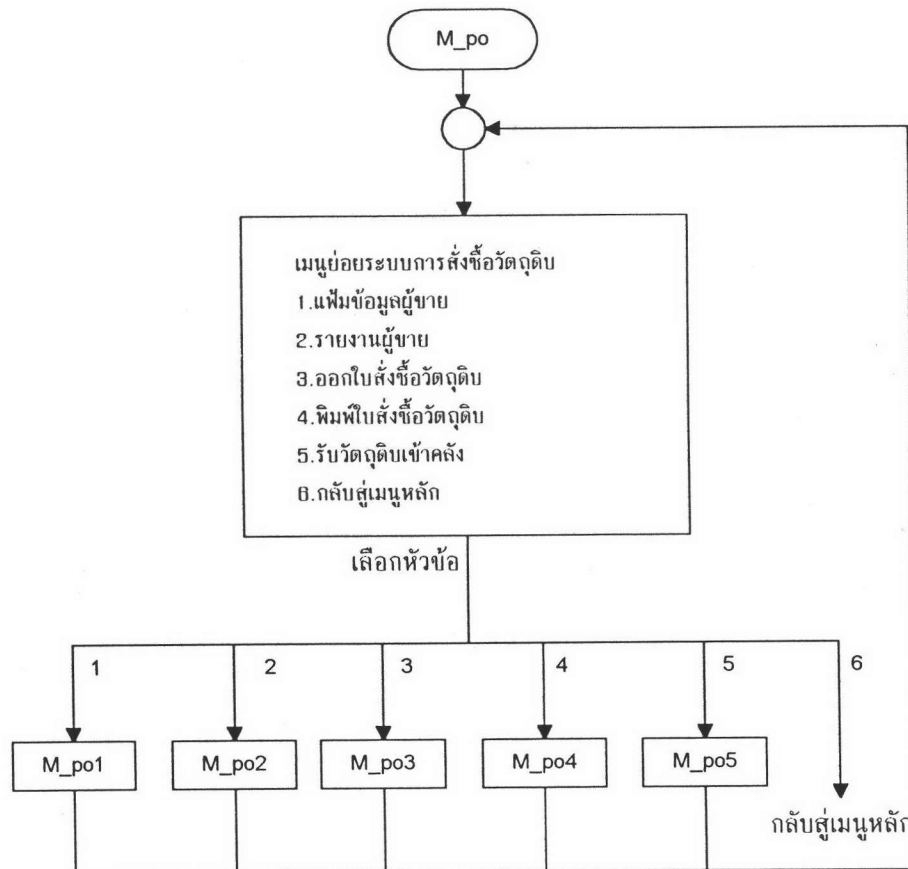 M_po
เมนูย่อยระบบการสั่งซื้อวัตถุดิบ
1.แฟ้มข้อมูลผู้ขาย
2.รายงานผู้ขาย
3.ออกใบสั่งซื้อวัตถุดิบ
4.พิมพ์ใบสั่งซื้อวัตถุดิบ
5.รับวัตถุดิบเข้าคลัง
6.กลับสู่เมนูหลัก
เลือกหัวข้อ
1 2 3 4 5 6
M_po1 M_po2 M_po3 M_po4 M_po5
กลับสู่เมนูหลัก